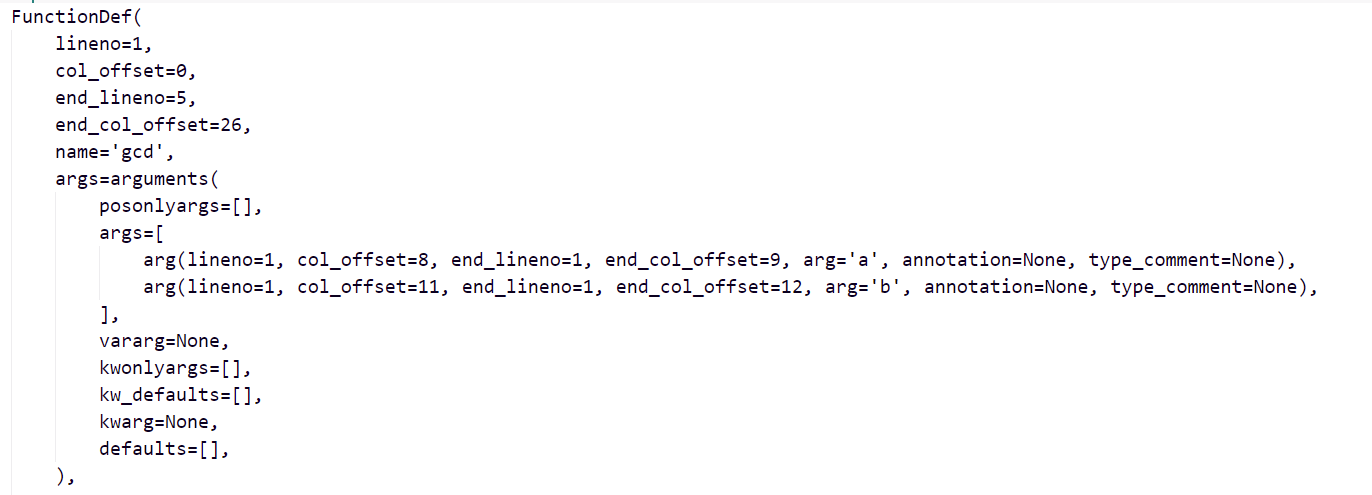 FunctionDef(
    lineno=1,
    col_offset=0,
    end_lineno=5,
    end_col_offset=26,
    name='gcd',
    args=arguments(
        posonlyargs=[],
        args=[
            arg(lineno=1, col_offset=8, end_lineno=1, end_col_offset=9, arg='a', annotation=None, type_comment=None),
            arg(lineno=1, col_offset=11, end_lineno=1, end_col_offset=12, arg='b', annotation=None, type_comment=None),
        ],
        vararg=None,
        kwonlyargs=[],
        kw_defaults=[],
        kwarg=None,
        defaults=[],
    ),